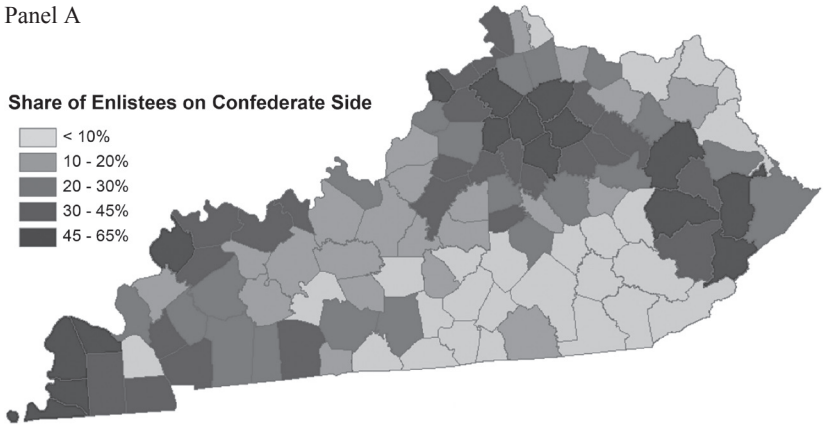 Panel A
Share of Enlistees on Confederate Side
< 10%
10 - 20%
20 - 30%
30 - 45%
45 - 65%